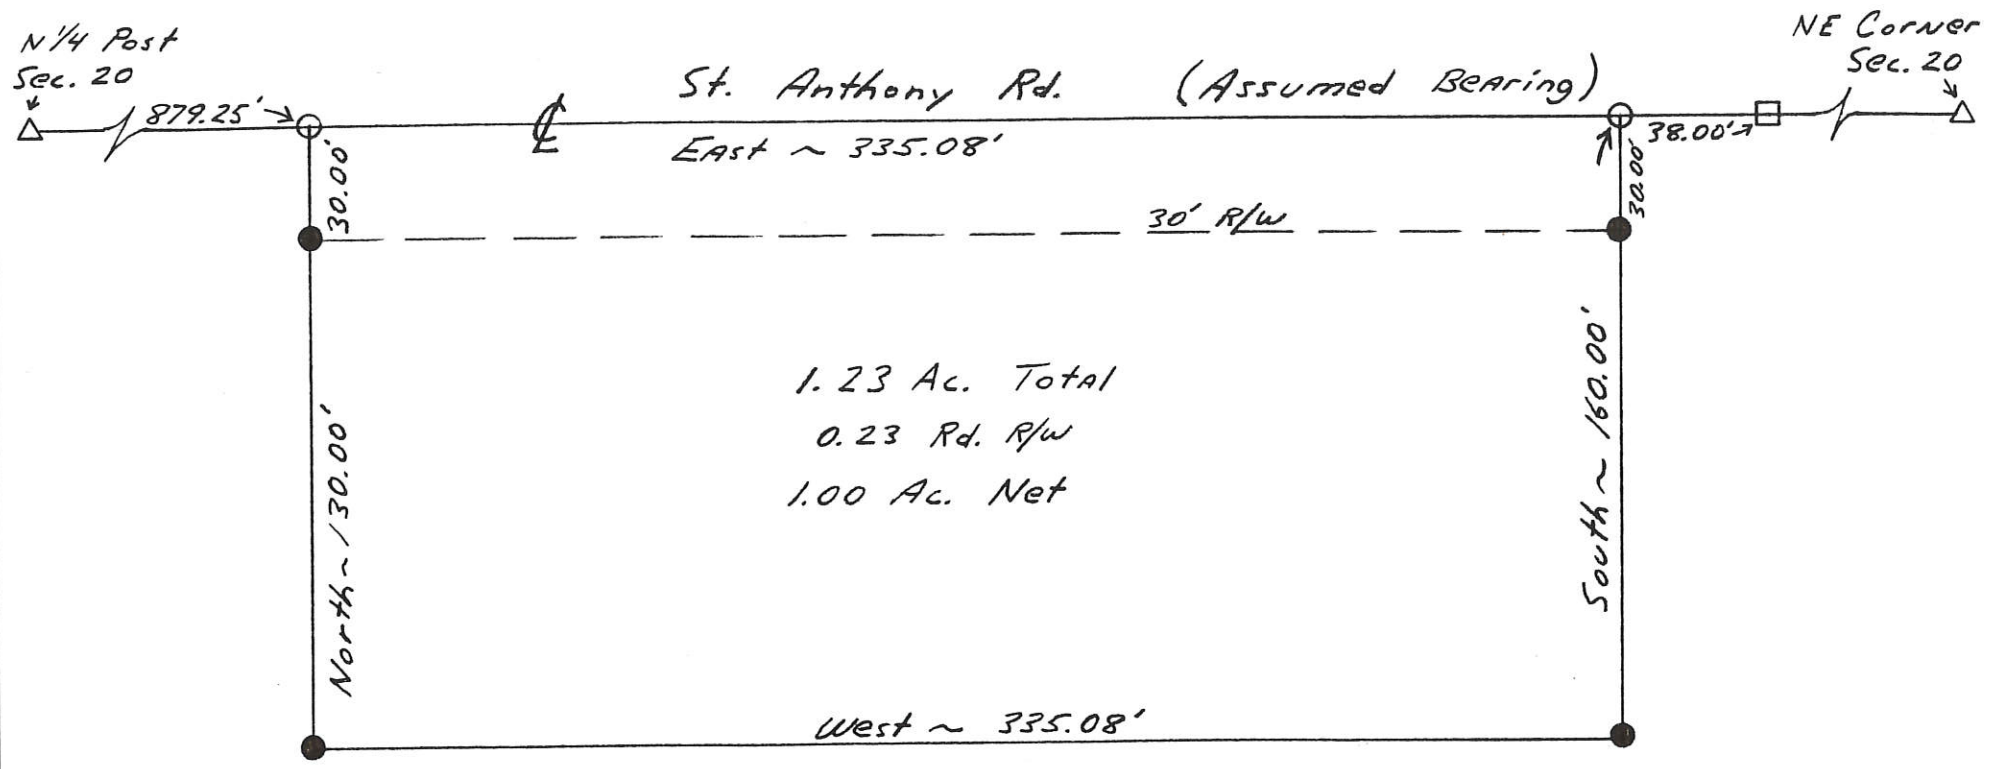 N 1/4 Post
Sec. 20
879.25'
St. Anthony Rd. (Assumed Bearing)
NE Corner
Sec. 20
℄
East ~ 335.08'
38.00'
30.00'
30.00'
30' R/W
1.23 Ac. Total
0.23 Rd. R/W
1.00 Ac. Net
North ~ 130.00'
South ~ 160.00'
West ~ 335.08'